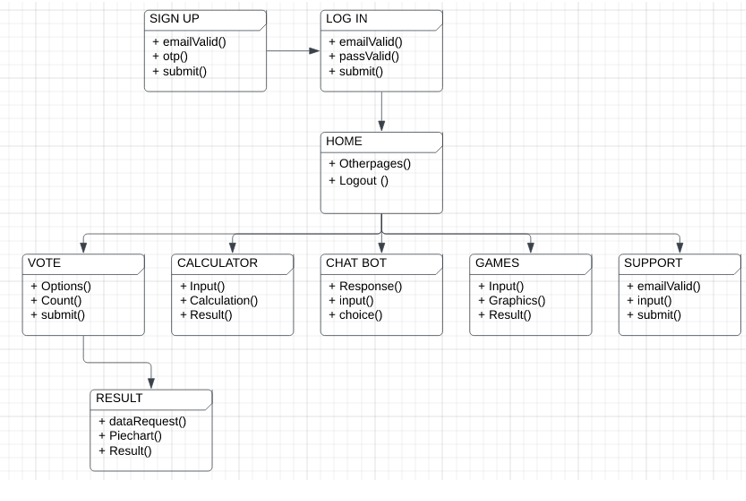 SIGN UP
+ emailValid()
+ otp()
+ submit()
LOG IN
+ emailValid()
+ passValid()
+ submit()
HOME
+ Otherpages()
+ Logout ()
VOTE
+ Options()
+ Count()
+ submit()
CALCULATOR
+ Input()
+ Calculation()
+ Result()
CHAT BOT
+ Response()
+ input()
+ choice()
GAMES
+ Input()
+ Graphics()
+ Result()
SUPPORT
+ emailValid()
+ input()
+ submit()
RESULT
+ dataRequest()
+ Piechart()
+ Result()